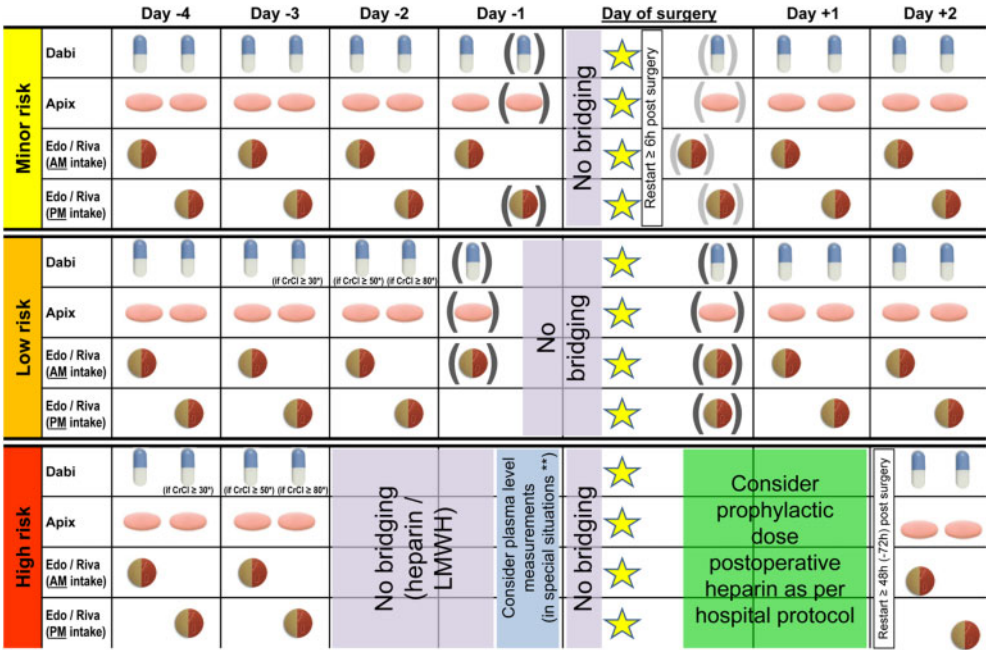 Day -4 Day -3 Day -2 Day -1 Day of surgery Day +1 Day +2
Minor risk
Dabi
Apix
Edo / Riva
(AM intake)
Edo / Riva
(PM intake)
No bridging
Restart ≥ 6h post surgery
Low risk
Dabi
(if CrCl ≥ 30*) (if CrCl ≥ 50*) (if CrCl ≥ 80*)
Apix
Edo / Riva
(AM intake)
Edo / Riva
(PM intake)
No
bridging
High risk
Dabi
(if CrCl ≥ 30*) (if CrCl ≥ 50*) (if CrCl ≥ 80*)
Apix
Edo / Riva
(AM intake)
Edo / Riva
(PM intake)
No bridging
(heparin /
LMWH)
Consider plasma level
measurements
(in special situations **)
No bridging
Consider
prophylactic
dose
postoperative
heparin as per
hospital protocol
Restart ≥ 48h (-72h) post surgery